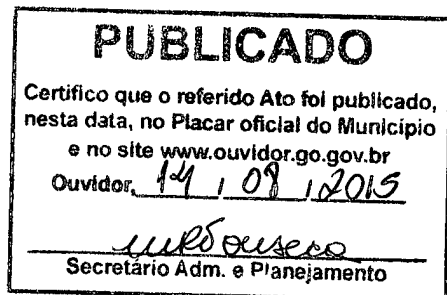 PUBLICADO
Certifico que o referido Ato foi publicado,
nesta data, no Placar oficial do Município
e no site www.ouvidor.go.gov.br
Ouvidor, 14 / 08 / 2015
Secretário Adm. e Planejamento